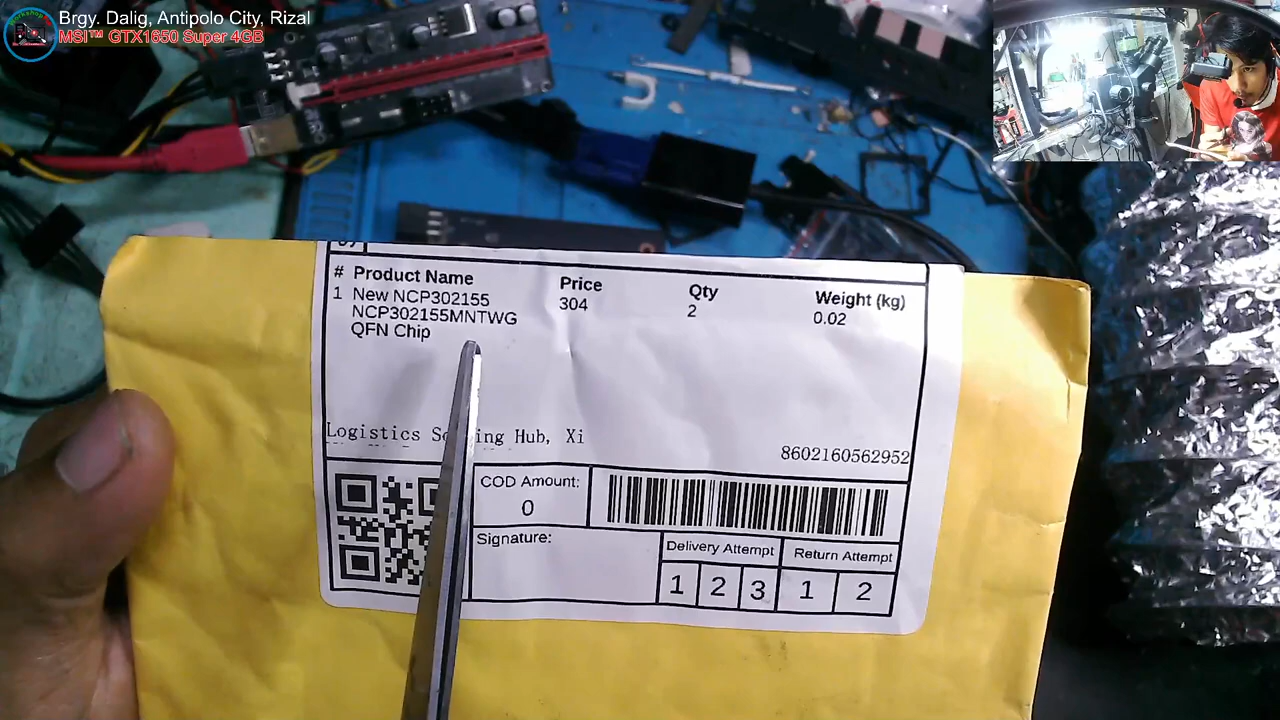 Brgy. Dalig, Antipolo City, Rizal
MSI™ GTX1650 Super 4GB
# Product Name Price Qty Weight (kg)
1 New NCP302155 304 2 0.02
NCP302155MNTWG
QFN Chip
Logistics ing Hub, Xi
8602160562952
COD Amount:
0
Signature:
Delivery Attempt Return Attempt
1 2 3 1 2